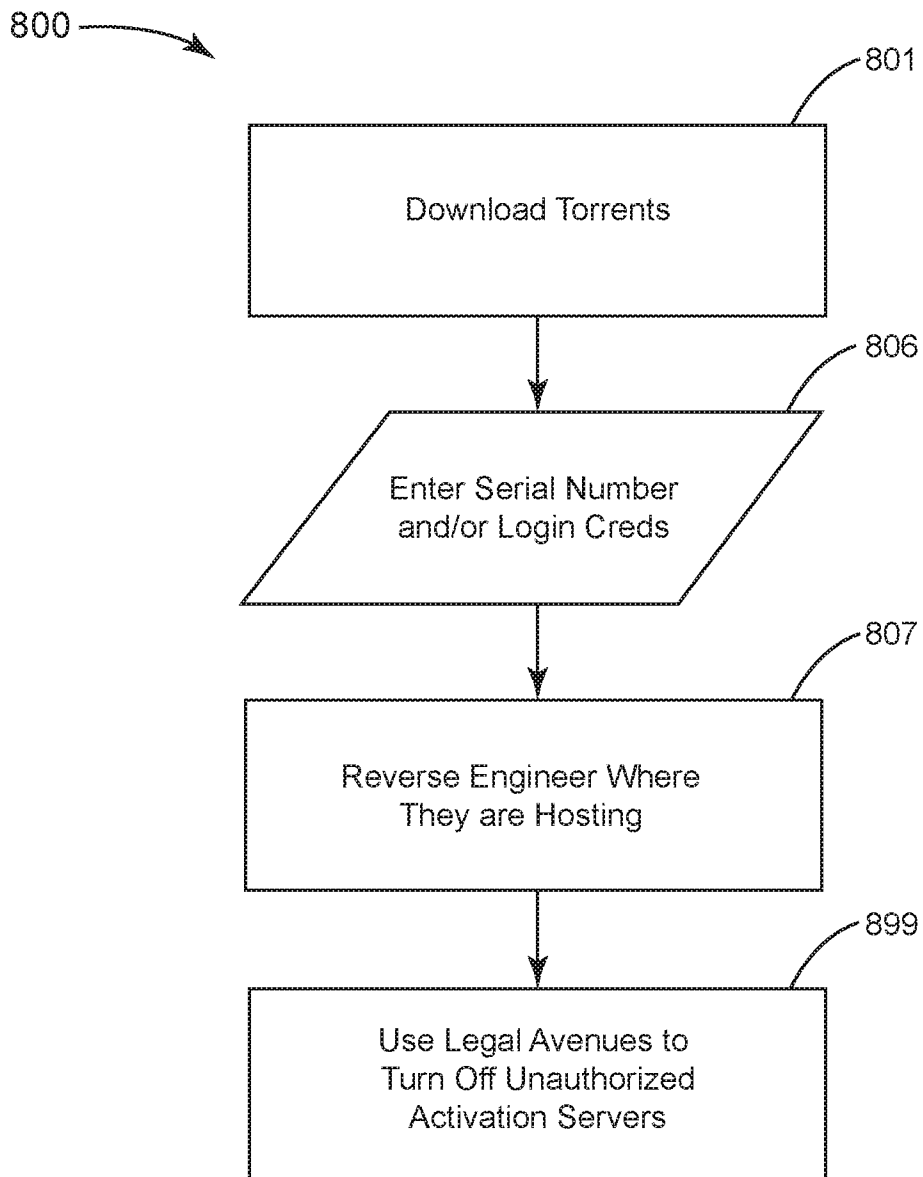 800
801
Download Torrents
806
Enter Serial Number
and/or Login Creds
807
Reverse Engineer Where
They are Hosting
899
Use Legal Avenues to
Turn Off Unauthorized
Activation Servers